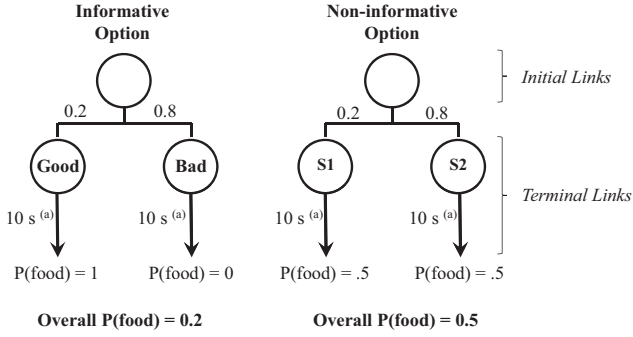 Informative
Option
Non-informative
Option
Initial Links
0.2
0.8
0.2
0.8
Good
Bad
S1
S2
Terminal Links
10 s (a)
10 s (a)
10 s (a)
10 s (a)
P(food) = 1
P(food) = 0
P(food) = .5
P(food) = .5
Overall P(food) = 0.2
Overall P(food) = 0.5